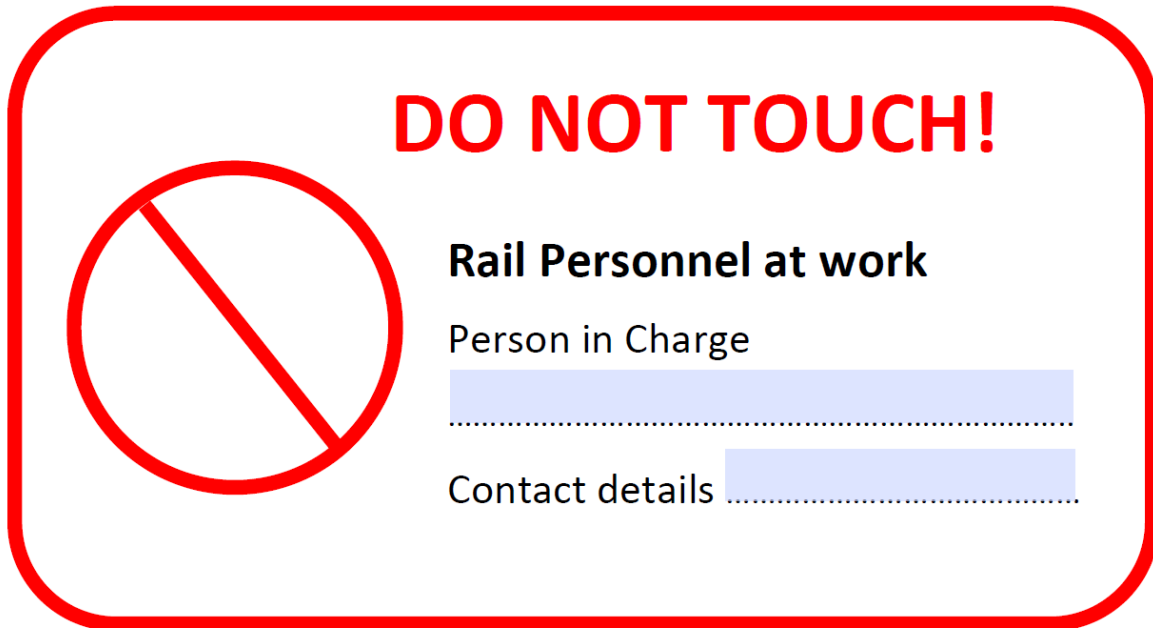 DO NOT TOUCH!
Rail Personnel at work
Person in Charge
..............................................................
Contact details ...................................